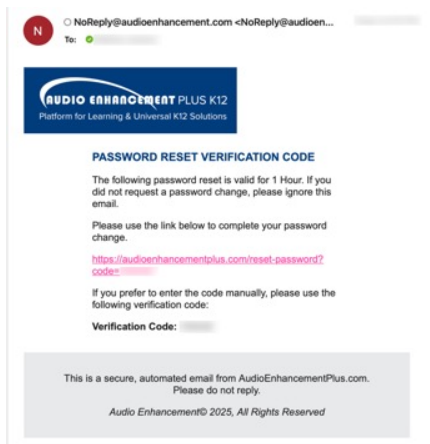 N
NoReply@audioenhancement.com <NoReply@audioen...
To:
AUDIO ENHANCEMENT PLUS K12
Platform for Learning & Universal K12 Solutions
PASSWORD RESET VERIFICATION CODE
The following password reset is valid for 1 Hour. If you
did not request a password change, please ignore this
email.
Please use the link below to complete your password
change.
https://audioenhancementplus.com/reset-password?
code=
If you prefer to enter the code manually, please use the
following verification code:
Verification Code:
This is a secure, automated email from AudioEnhancementPlus.com.
Please do not reply.
Audio Enhancement© 2025, All Rights Reserved